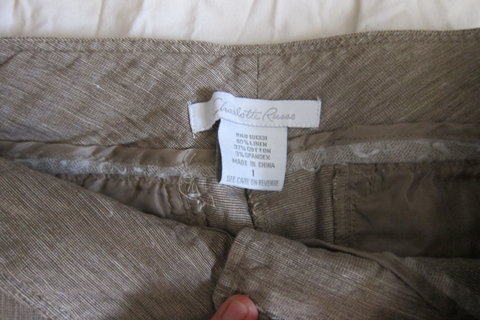 Charlotte Russe
60% LINEN
37% COTTON
3% SPANDEX
MADE IN CHINA
1
SEE CARE ON REVERSE